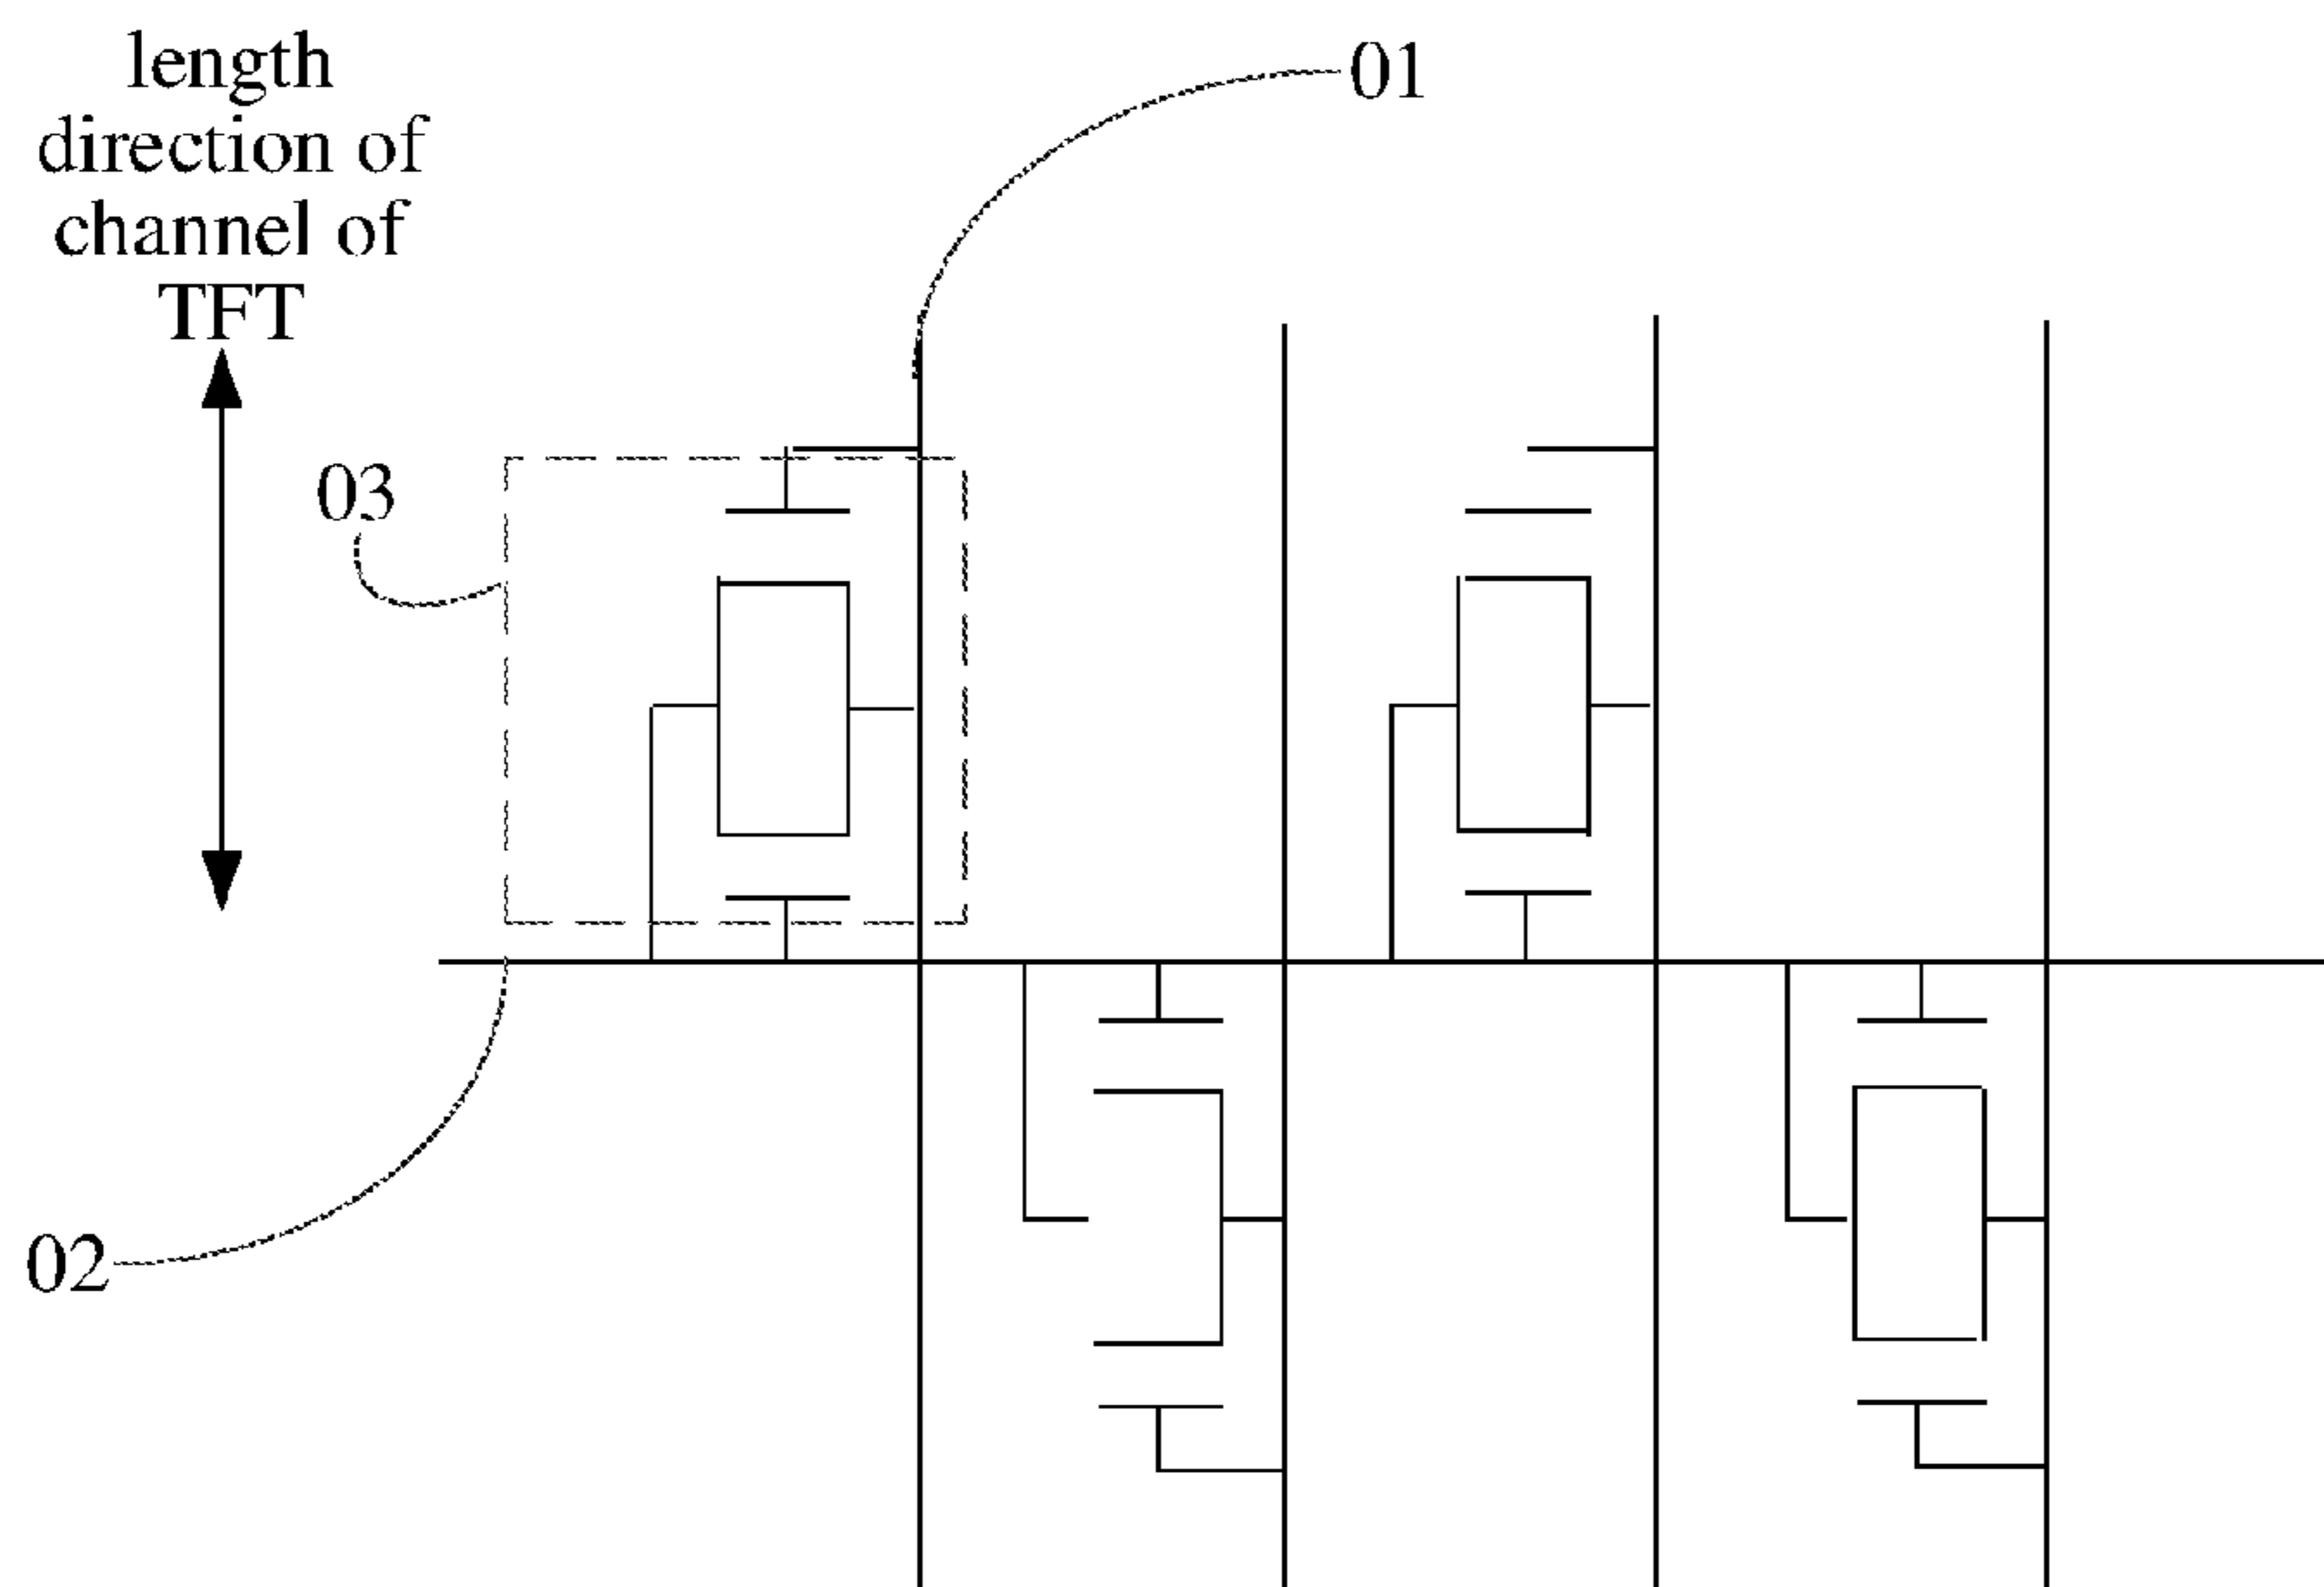 length
direction of
channel of
TFT
01
03
02